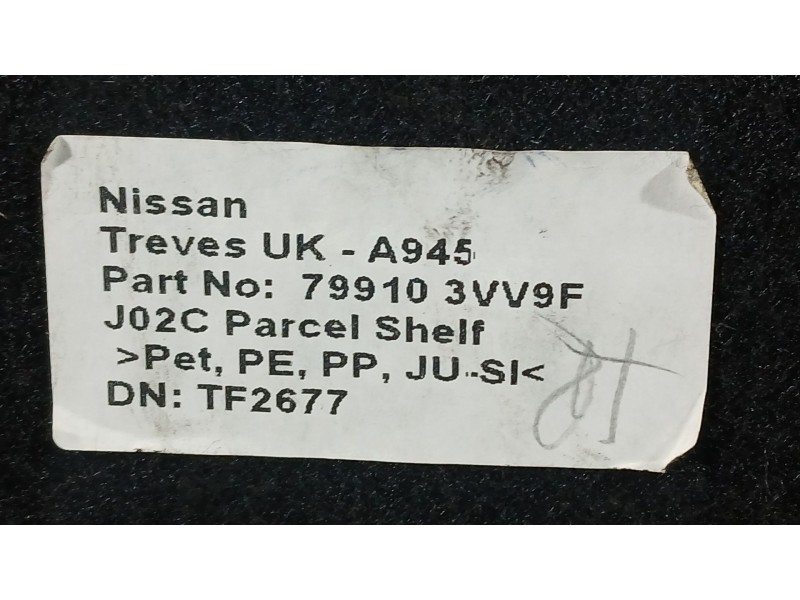 Nissan
Treves UK - A945
Part No: 79910 3VV9F
J02C Parcel Shelf
>Pet, PE, PP, JU-SI<
DN: TF2677